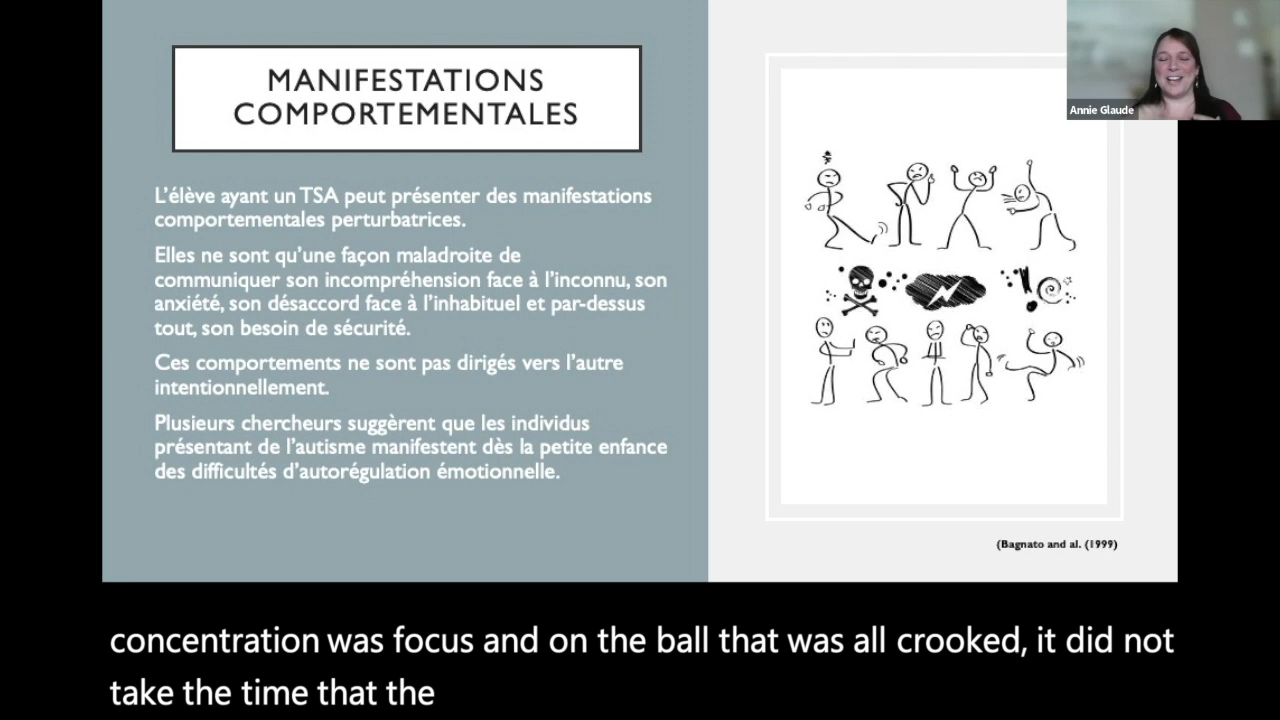 MANIFESTATIONS
COMPORTEMENTALES
L'élève ayant un TSA peut présenter des manifestations
comportementales perturbatrices.
Elles ne sont qu'une façon maladroite de
communiquer son incompréhension face à l'inconnu, son
anxiété, son désaccord face à l'inhabituel et par-dessus
tout, son besoin de sécurité.
Ces comportements ne sont pas dirigés vers l'autre
intentionnellement.
Plusieurs chercheurs suggèrent que les individus
présentant de l'autisme manifestent dès la petite enfance
des difficultés d'autorégulation émotionnelle.
Annie Glaude
(Bagnato and al. (1999)
concentration was focus and on the ball that was all crooked, it did not
take the time that the